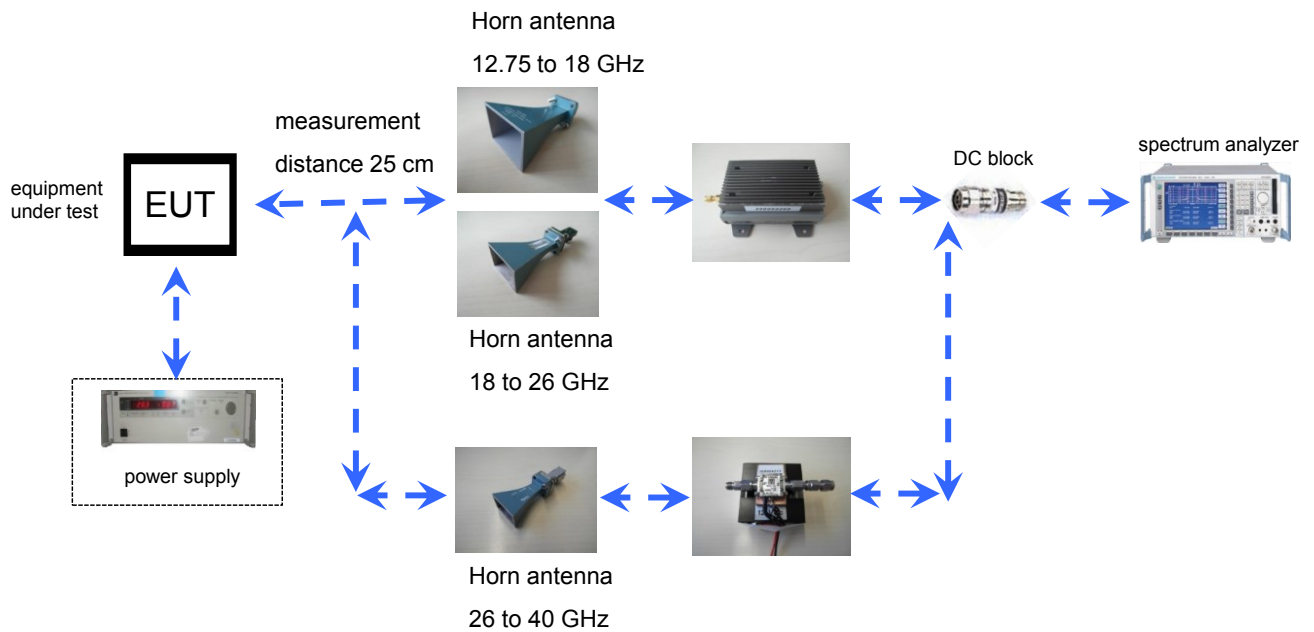 Horn antenna
12.75 to 18 GHz
measurement
distance 25 cm
equipment
under test
EUT
DC block
spectrum analyzer
Horn antenna
18 to 26 GHz
power supply
Horn antenna
26 to 40 GHz